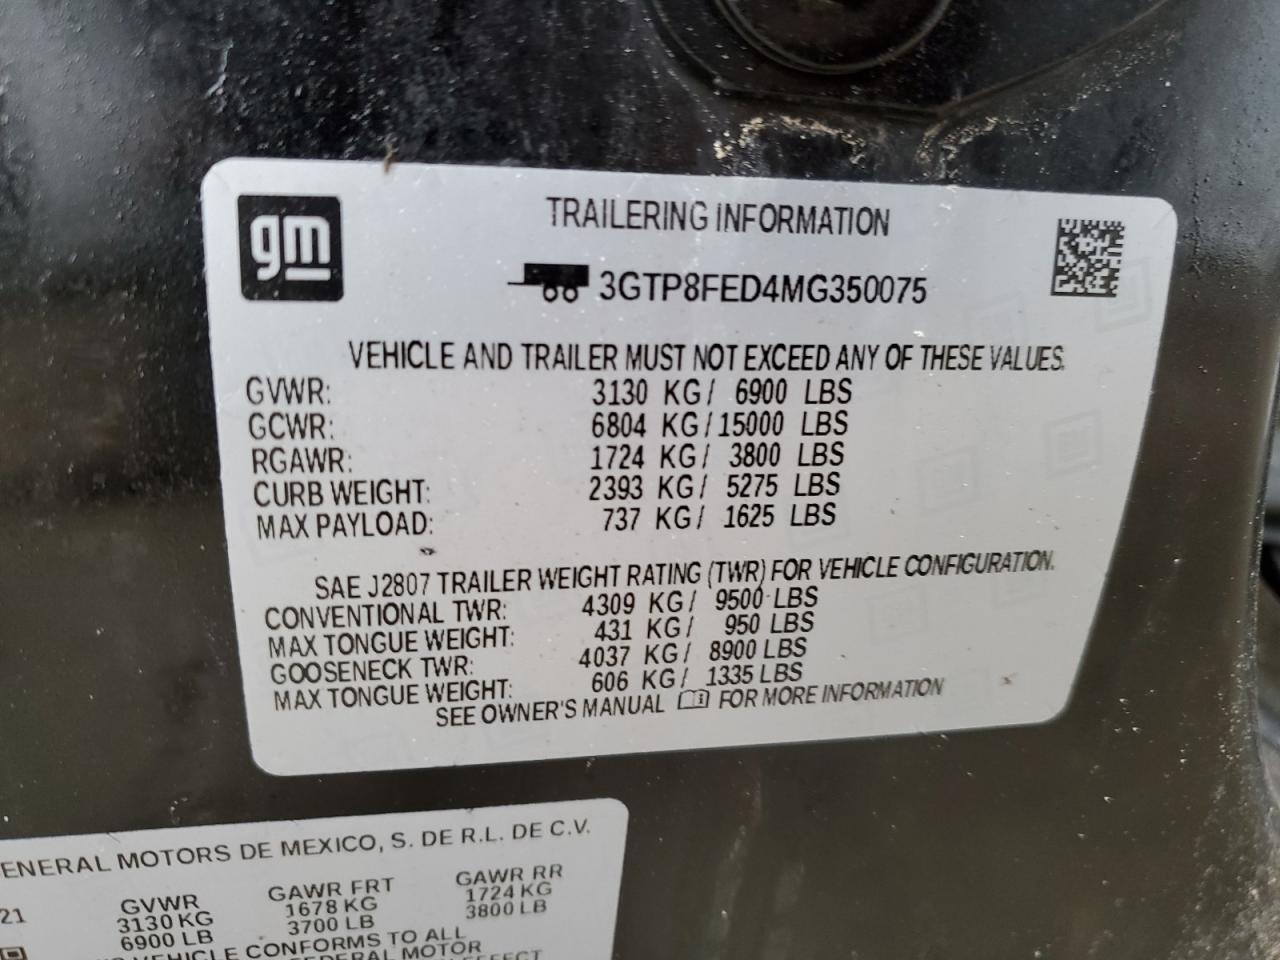 gm
TRAILERING INFORMATION
3GTP8FED4MG350075
VEHICLE AND TRAILER MUST NOT EXCEED ANY OF THESE VALUES.
GVWR: 3130 KG/ 6900 LBS
GCWR: 6804 KG/15000 LBS
RGAWR: 1724 KG/ 3800 LBS
CURB WEIGHT: 2393 KG/ 5275 LBS
MAX PAYLOAD: 737 KG/ 1625 LBS
SAE J2807 TRAILER WEIGHT RATING (TWR) FOR VEHICLE CONFIGURATION.
CONVENTIONAL TWR: 4309 KG/ 9500 LBS
MAX TONGUE WEIGHT: 431 KG/ 950 LBS
GOOSENECK TWR: 4037 KG/ 8900 LBS
MAX TONGUE WEIGHT: 606 KG/ 1335 LBS
SEE OWNER'S MANUAL FOR MORE INFORMATION
ENERAL MOTORS DE MEXICO, S. DE R.L. DE C.V.
GVWR GAWR FRT GAWR RR
21 3130 KG 1678 KG 1724 KG
6900 LB 3700 LB 3800 LB
VEHICLE CONFORMS TO ALL
FEDERAL MOTOR
EFFECT